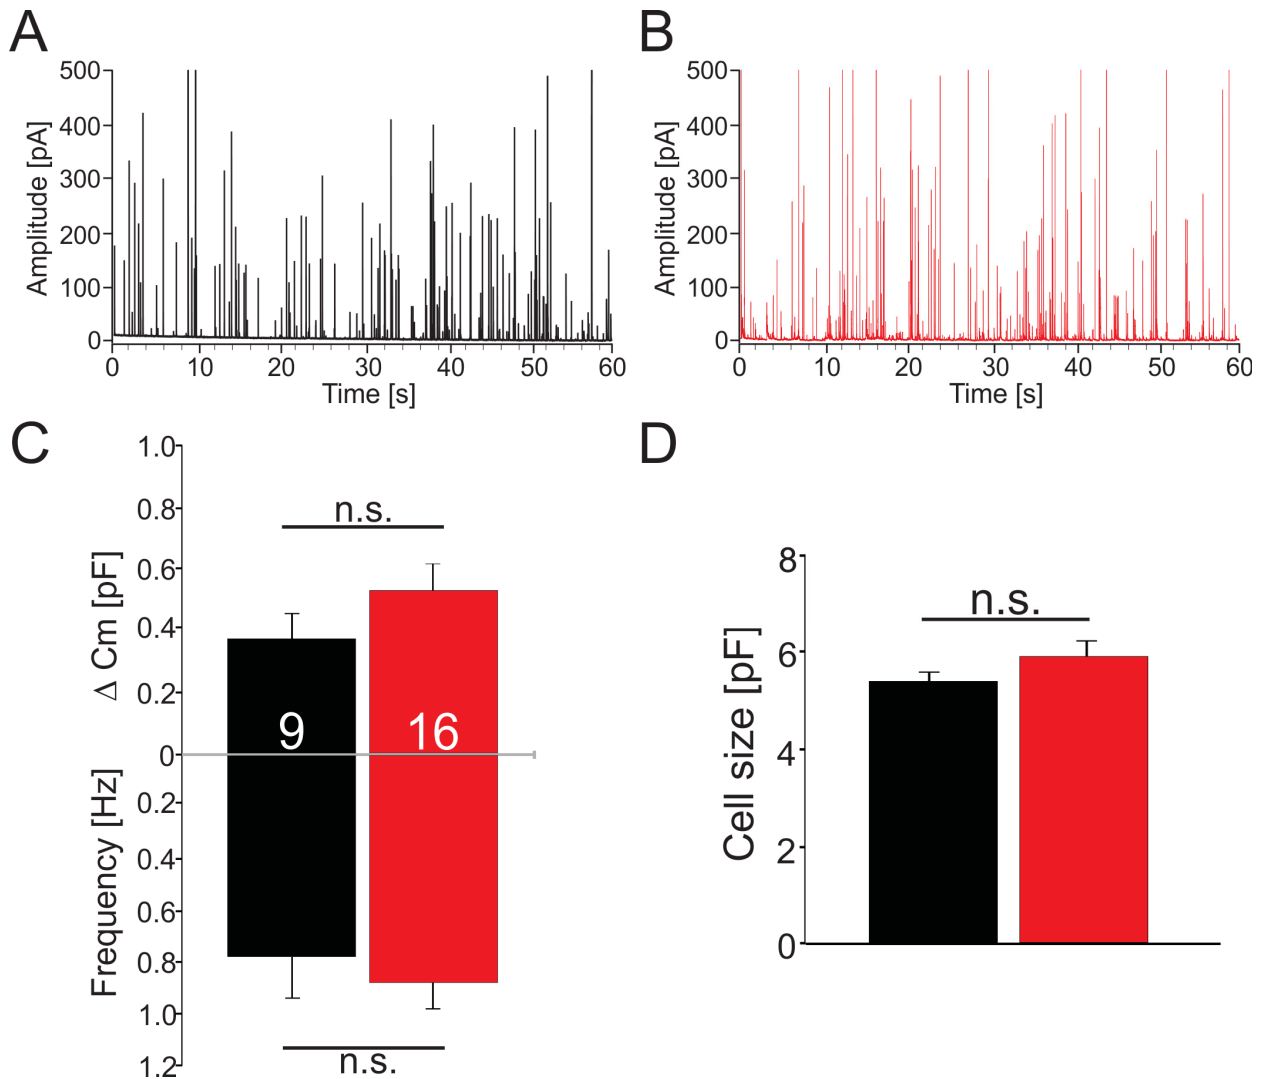 A
500
400
300
200
100
0
Amplitude [pA]
0 10 20 30 40 50 60
Time [s]
B
500
400
300
200
100
0
Amplitude [pA]
0 10 20 30 40 50 60
Time [s]
C
1.0
0.8
0.6
0.4
0.2
0
0.2
0.4
0.6
0.8
1.0
1.2
Δ Cm [pF]
Frequency [Hz]
n.s.
9 16
n.s.
D
8
6
4
2
0
Cell size [pF]
n.s.